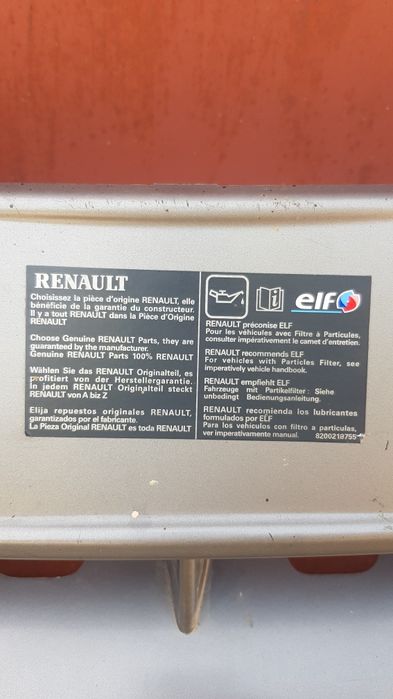 RENAULT
Choisissez la pièce d'origine RENAULT, elle
bénéficie de la garantie du constructeur.
Il y a tout RENAULT dans la Pièce d'Origine
RENAULT
Choose Genuine RENAULT Parts, they are
guaranteed by the manufacturer.
Genuine RENAULT Parts 100% RENAULT
Wählen Sie das RENAULT Originalteil, es
profitiert von der Herstellergarantie.
In jedem RENAULT Originalteil steckt
RENAULT von A biz Z
Elija repuestos originales RENAULT,
garantizados por el fabricante.
La Pieza Original RENAULT es toda RENAULT
elf
RENAULT préconise ELF
Pour les véhicules avec Filtre à Particules,
consulter impérativement le carnet d'entretien.
RENAULT recommends ELF
For vehicles with Particles Filter, see
imperatively vehicle handbook.
RENAULT empfiehlt ELF
Fahrzeuge mit Partikelfilter : Siehe
unbedingt Bedienungsanleitung.
RENAULT recomienda los lubricantes
formulados por ELF
Para los vehículos con filtro a partículas,
ver imperativamente manual. 8200218755